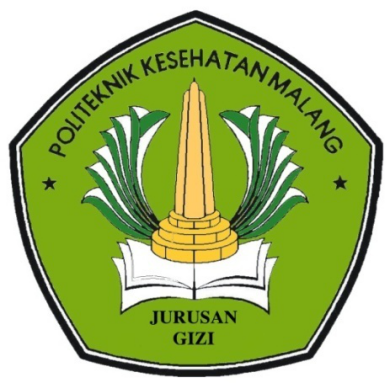 POLITEKNIK KESEHATAN MALANG
JURUSAN
GIZI